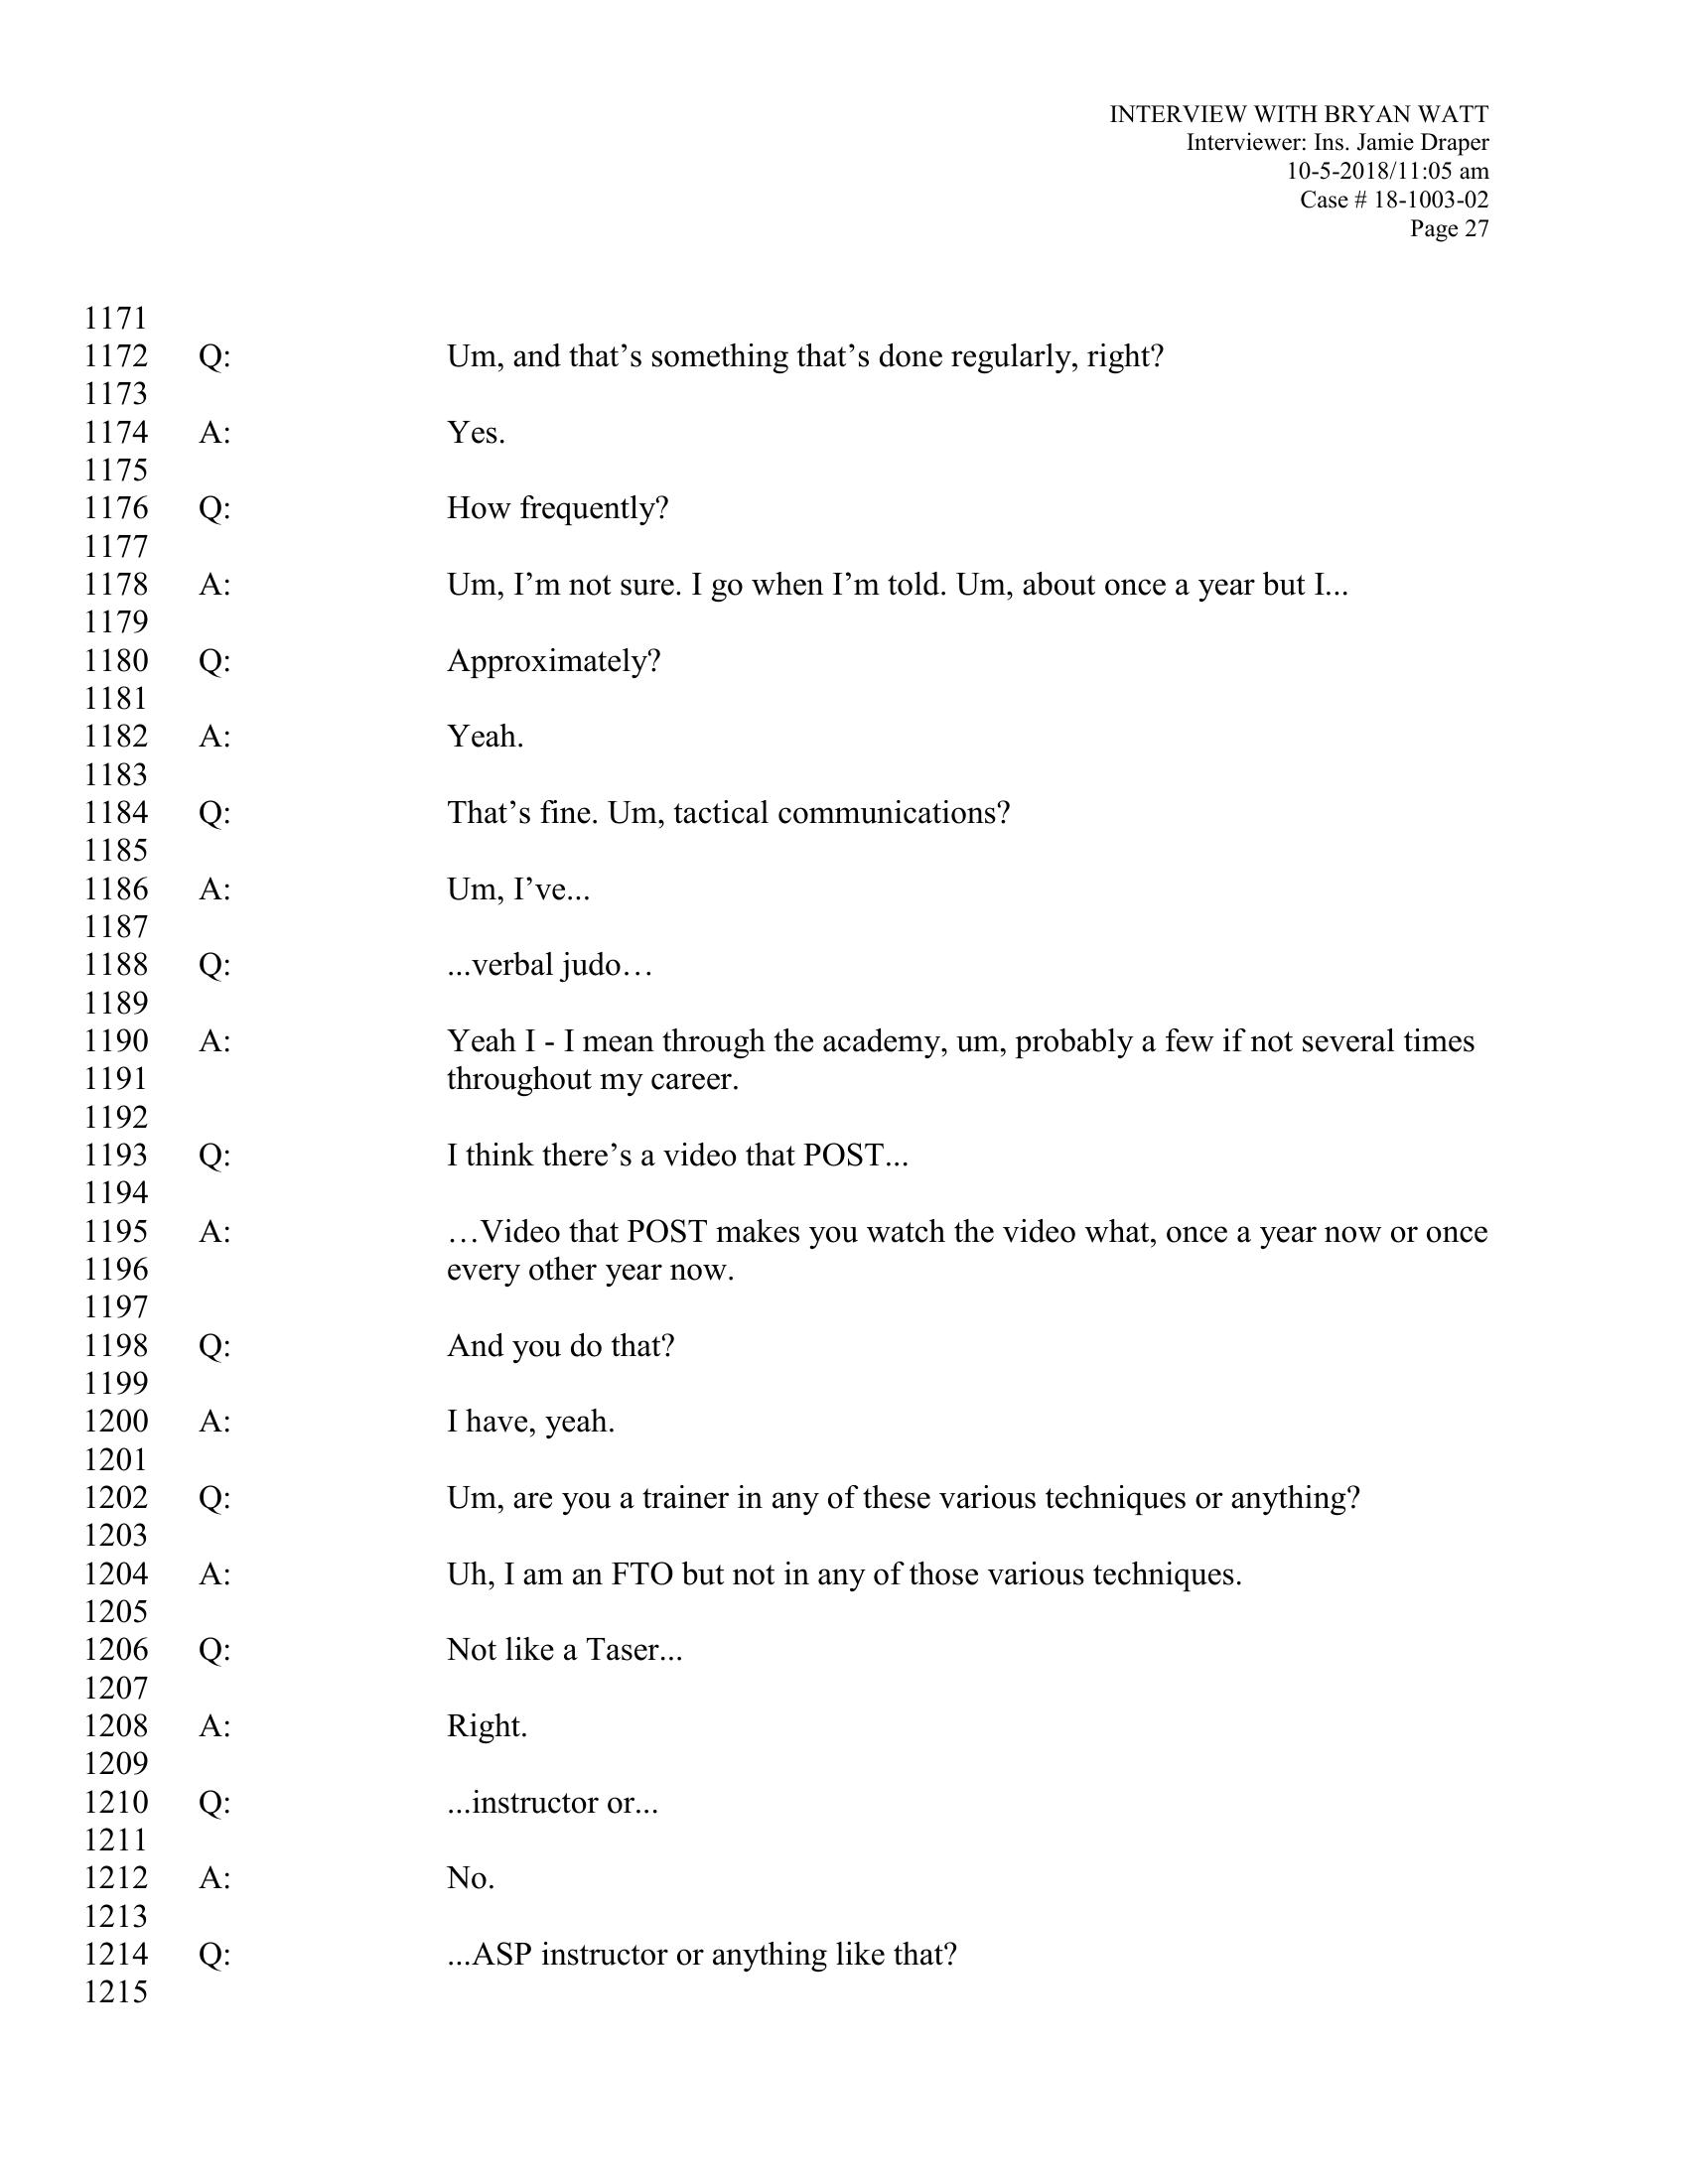 INTERVIEW WITH BRYAN WATT
Interviewer: Ins. Jamie Draper
10-5-2018/11:05 am
Case # 18-1003-02
Page 27
1171
1172 Q: Um, and that’s something that’s done regularly, right?
1173
1174 A: Yes.
1175
1176 Q: How frequently?
1177
1178 A: Um, I’m not sure. I go when I’m told. Um, about once a year but I...
1179
1180 Q: Approximately?
1181
1182 A: Yeah.
1183
1184 Q: That’s fine. Um, tactical communications?
1185
1186 A: Um, I’ve...
1187
1188 Q: ...verbal judo…
1189
1190 A: Yeah I - I mean through the academy, um, probably a few if not several times
1191 throughout my career.
1192
1193 Q: I think there’s a video that POST...
1194
1195 A: …Video that POST makes you watch the video what, once a year now or once
1196 every other year now.
1197
1198 Q: And you do that?
1199
1200 A: I have, yeah.
1201
1202 Q: Um, are you a trainer in any of these various techniques or anything?
1203
1204 A: Uh, I am an FTO but not in any of those various techniques.
1205
1206 Q: Not like a Taser...
1207
1208 A: Right.
1209
1210 Q: ...instructor or...
1211
1212 A: No.
1213
1214 Q: ...ASP instructor or anything like that?
1215